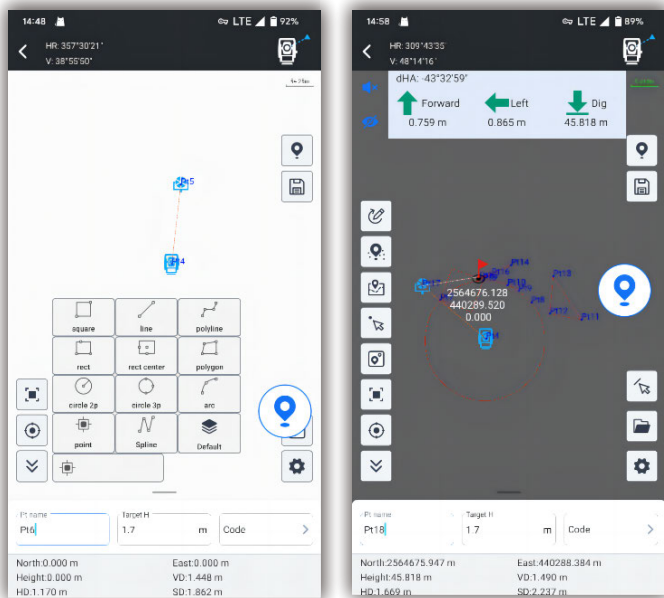 14:48
LTE
92%
HR: 357°30'21"
V: 38°55'50"
Pt5
Pt4
square
line
polyline
rect
rect center
polygon
circle 2p
circle 3p
arc
point
Spline
Default
Pt name
Target H
Pt6
1.7
m
Code
North:0.000 m
East:0.000 m
Height:0.000 m
VD:1.448 m
HD:1.170 m
SD:1.862 m
14:58
LTE
89%
HR: 309°43'35"
V: 48°14'16"
dHA: -43°32'59"
Forward
Left
Dig
0.759 m
0.865 m
45.818 m
Pt14
Pt16
Pt13
Pt17
Pt10
2564676.128
440289.520
0.000
Pt8
Pt12
Pt11
Pt4
Pt name
Target H
Pt18
1.7
m
Code
North:2564675.947 m
East:440288.384 m
Height:45.818 m
VD:1.490 m
HD:1.669 m
SD:2.237 m